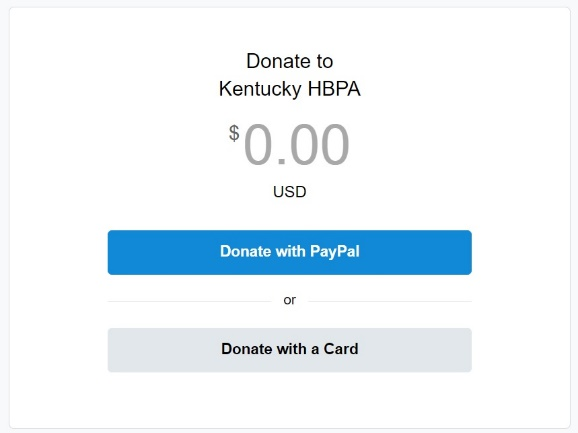 Donate to
Kentucky HBPA
$0.00
USD
Donate with PayPal
or
Donate with a Card